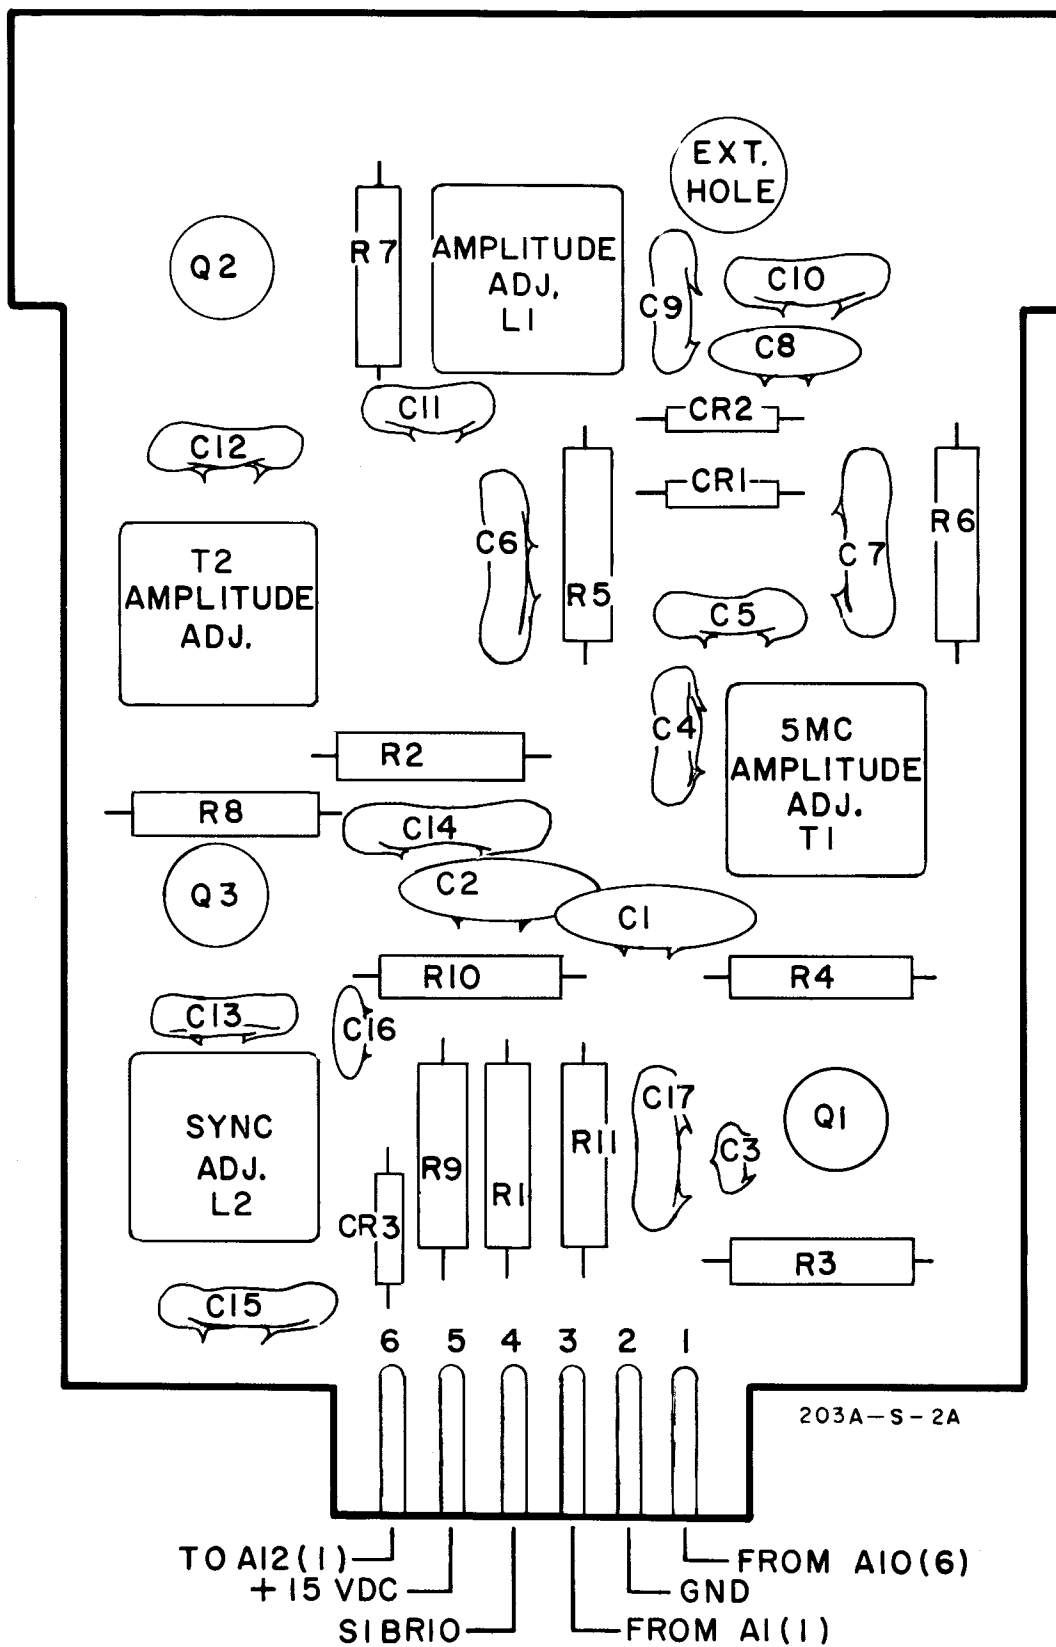 EXT.
HOLE
R7
AMPLITUDE
ADJ.
L1
Q2
C9
C10
C8
C11
CR2
C12
CR1
R6
C6
C7
T2
AMPLITUDE
ADJ.
R5
C5
C4
5MC
AMPLITUDE
ADJ.
T1
R2
R8
C14
Q3
C2
C1
R10
R4
C13
C16
C17
Q1
SYNC
ADJ.
L2
R9
R1
R11
C3
CR3
R3
C15
6 5 4 3 2 1
203A-S-2A
TO A12(1)
FROM A10(6)
+15 VDC
GND
S1BR10
FROM A1(1)